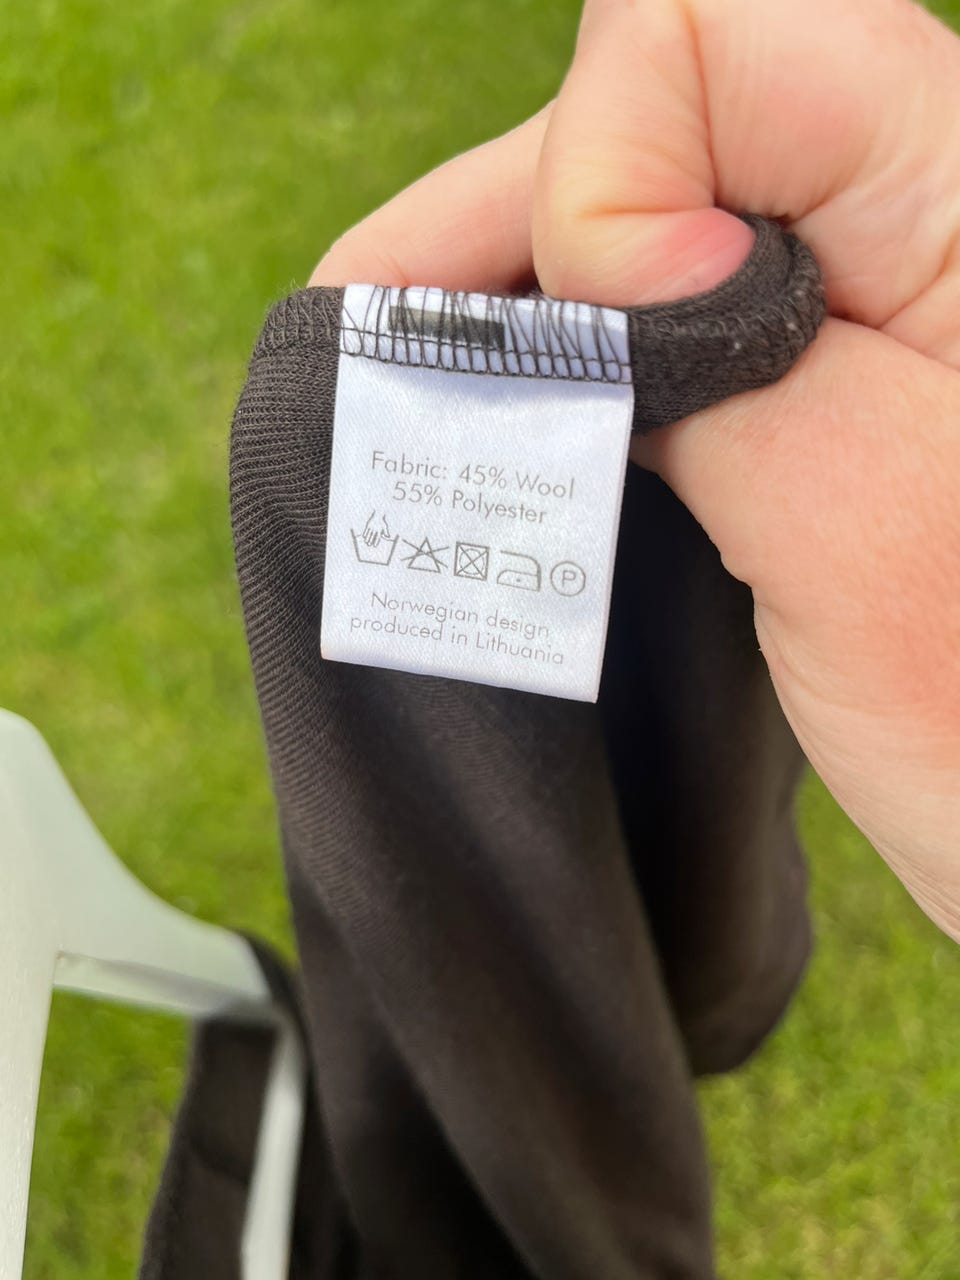 Fabric: 45% Wool
55% Polyester
P
Norwegian design
produced in Lithuania